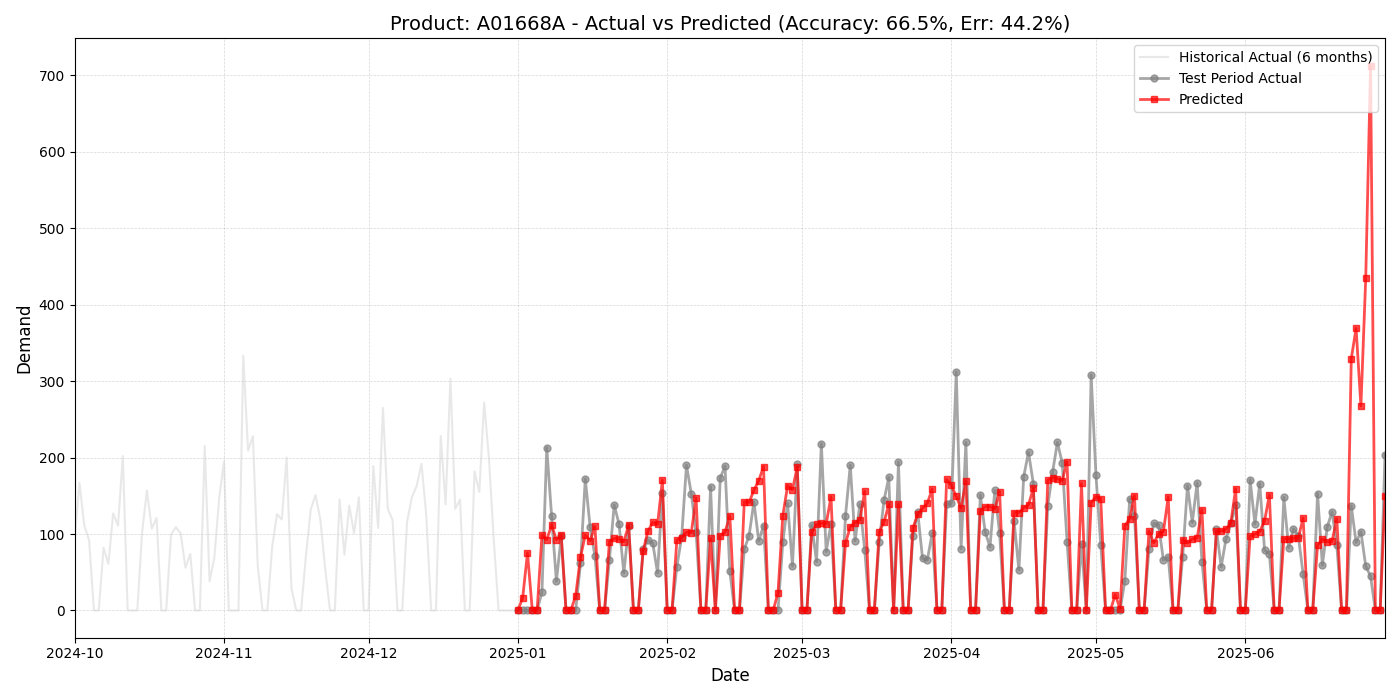 Product: A01668A - Actual vs Predicted (Accuracy: 66.5%, Err: 44.2%)
Historical Actual (6 months)
Test Period Actual
Predicted
Demand
700
600
500
400
300
200
100
0
2024-10 2024-11 2024-12 2025-01 2025-02 2025-03 2025-04 2025-05 2025-06
Date